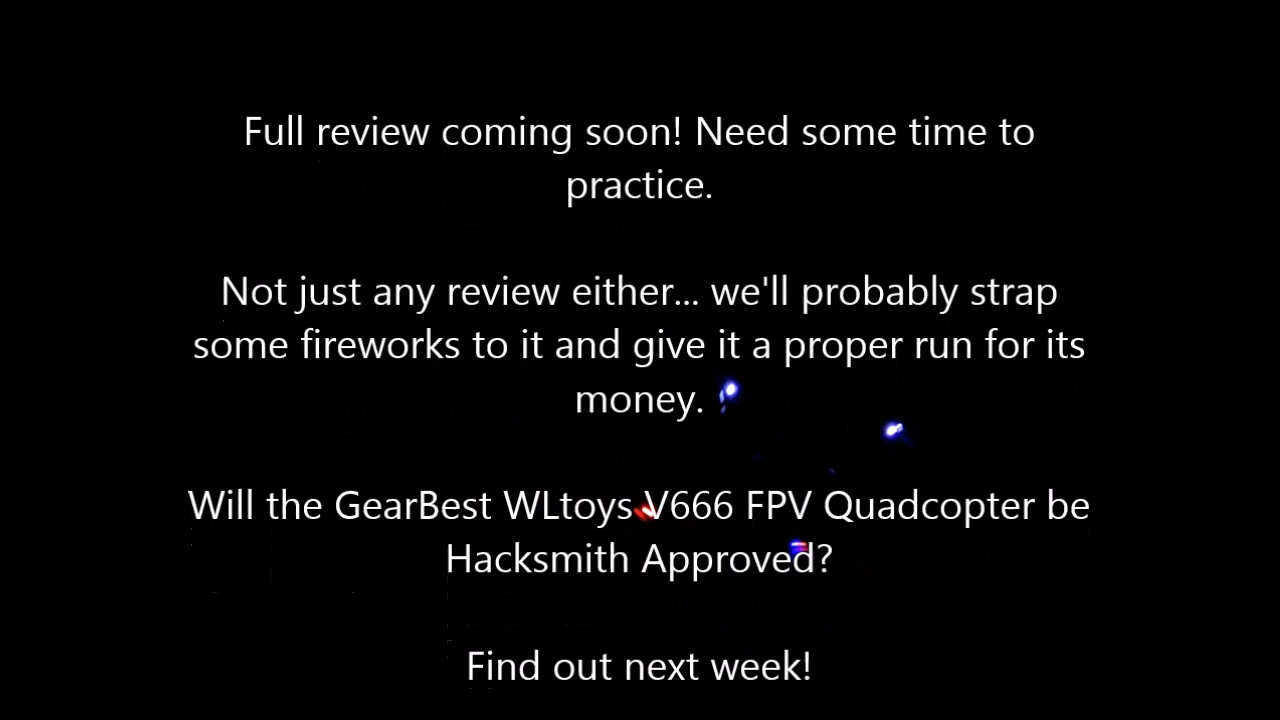 Full review coming soon! Need some time to
practice.
Not just any review either... we'll probably strap
some fireworks to it and give it a proper run for its
money.
Will the GearBest WLtoys V666 FPV Quadcopter be
Hacksmith Approved?
Find out next week!